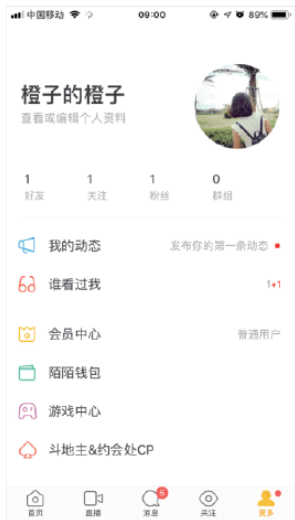 中国移动 09:00 89%
橙子的橙子
查看或编辑个人资料
1 1 1 0
好友 关注 粉丝 群组
我的动态 发布你的第一条动态
谁看过我 1+1
会员中心 普通用户
陌陌钱包
游戏中心
斗地主&约会处CP
6
首页 直播 消息 关注 更多